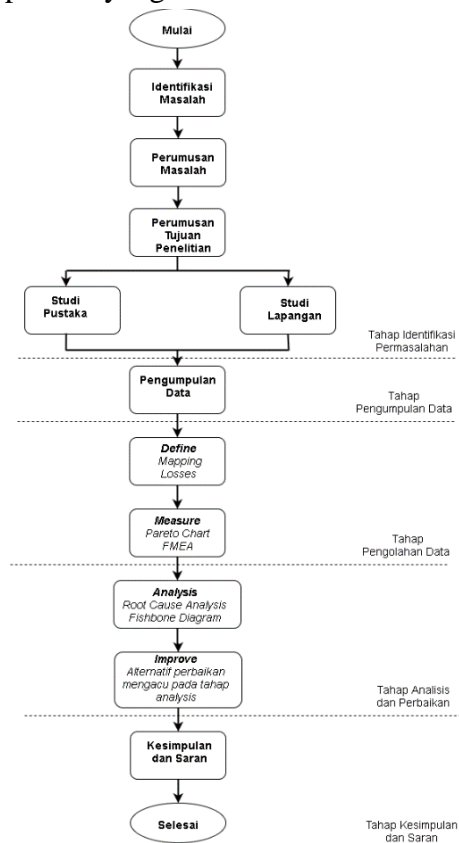 Mulai
Identifikasi
Masalah
Perumusan
Masalah
Perumusan
Tujuan
Penelitian
Studi
Pustaka
Studi
Lapangan
Tahap Identifikasi
Permasalahan
Pengumpulan
Data
Tahap
Pengumpulan Data
Define
Mapping
Losses
Measure
Pareto Chart
FMEA
Tahap
Pengolahan Data
Analysis
Root Cause Analysis
Fishbone Diagram
Improve
Alternatif perbaikan
mengacu pada tahap
analysis
Tahap Analisis
dan Perbaikan
Kesimpulan
dan Saran
Selesai
Tahap Kesimpulan
dan Saran